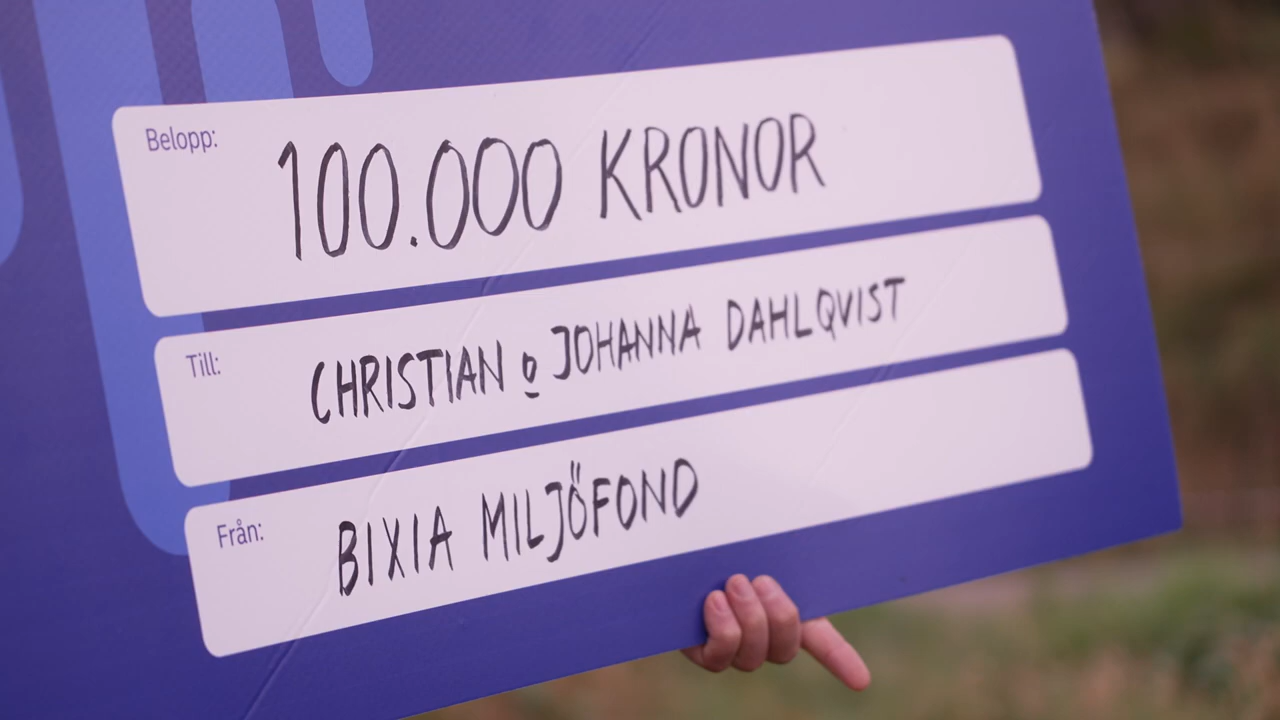 Belopp: 100.000 KRONOR
Till: CHRISTIAN o JOHANNA DAHLQVIST
Från: BIXIA MILJÖFOND